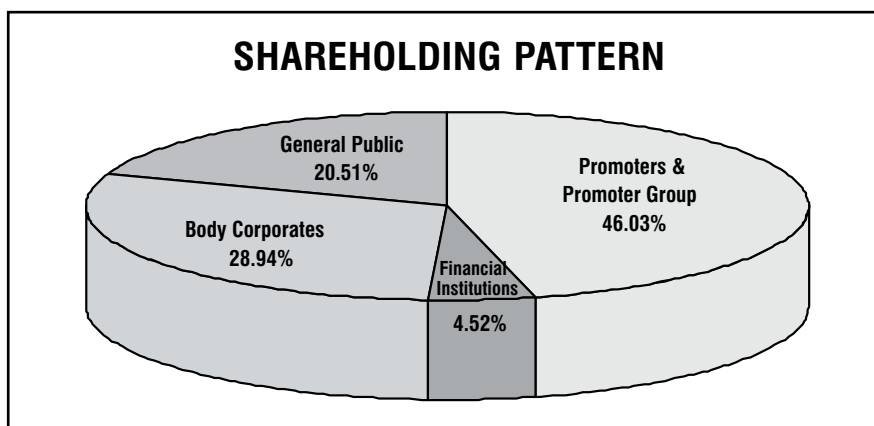 SHAREHOLDING PATTERN
General Public
20.51%
Promoters &
Promoter Group
46.03%
Body Corporates
28.94%
Financial
Institutions
4.52%